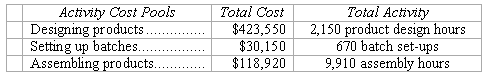 Activity Cost Pools Total Cost Total Activity
Designing products............... $423,550 2,150 product design hours
Setting up batches............... $30,150 670 batch set-ups
Assembling products............ $118,920 9,910 assembly hours